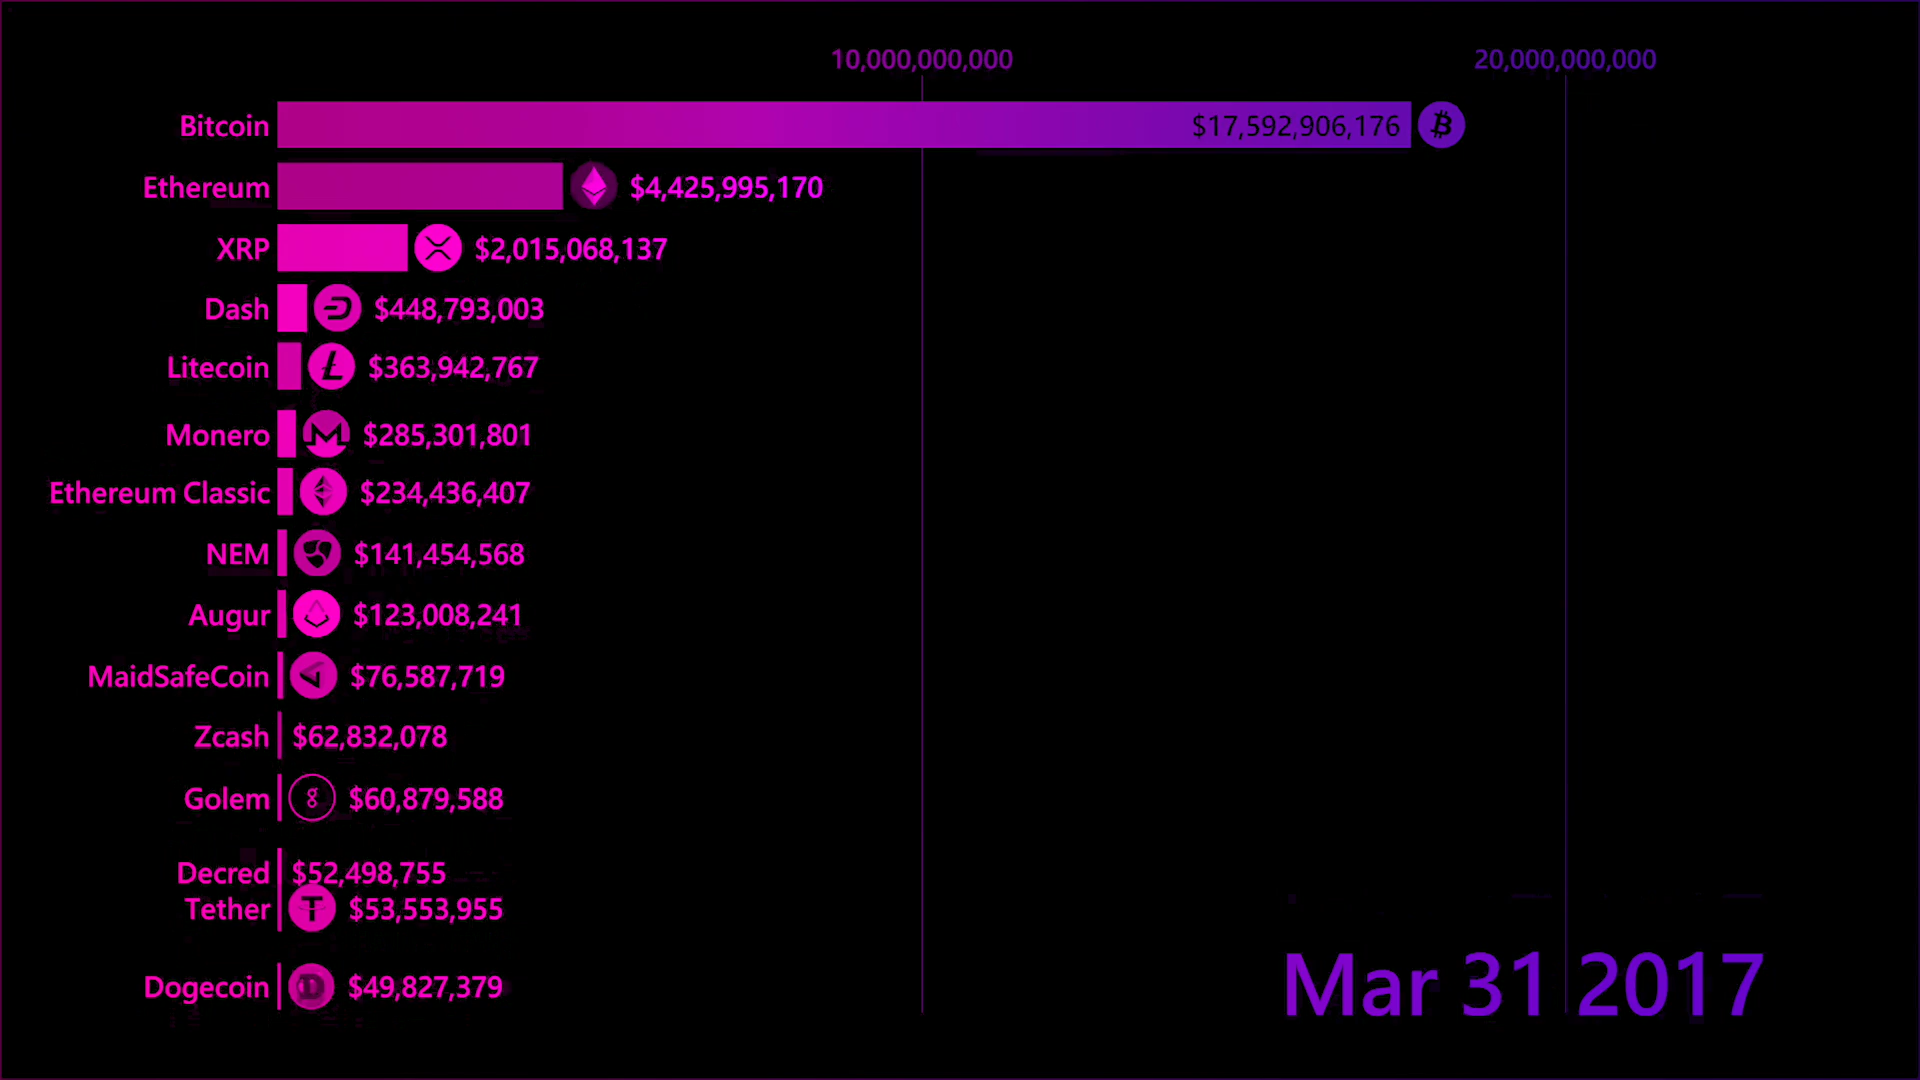 10,000,000,000 20,000,000,000
Bitcoin $17,592,906,176
Ethereum $4,425,995,170
XRP $2,015,068,137
Dash $448,793,003
Litecoin $363,942,767
Monero $285,301,801
Ethereum Classic $234,436,407
NEM $141,454,568
Augur $123,008,241
MaidSafeCoin $76,587,719
Zcash $62,832,078
Golem $60,879,588
Decred $52,498,755
Tether $53,553,955
Dogecoin $49,827,379
Mar 31 2017